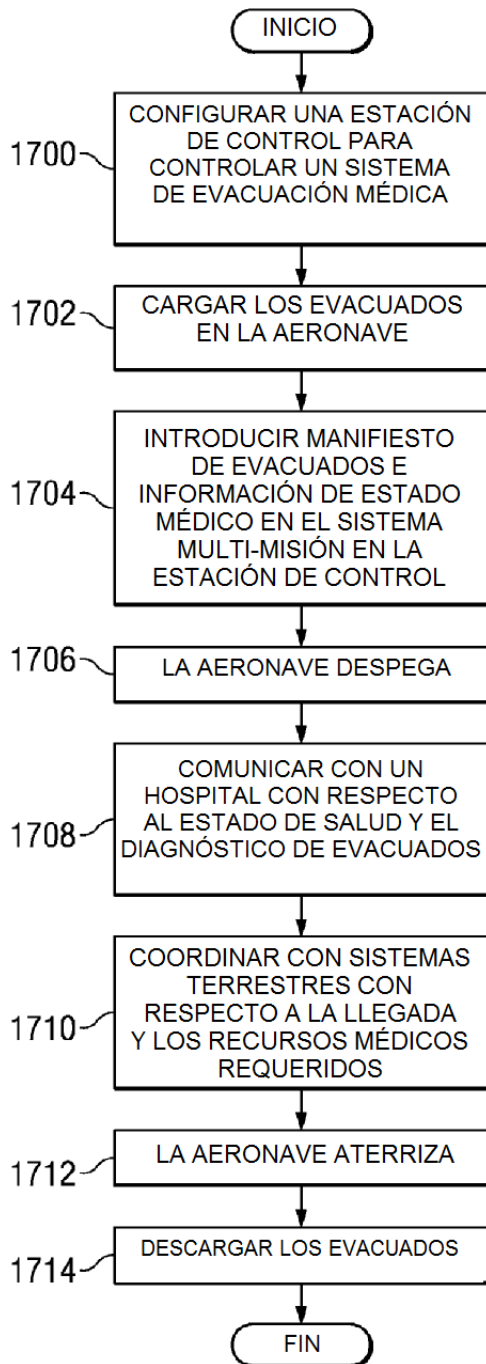 INICIO
1700
CONFIGURAR UNA ESTACIÓN
DE CONTROL PARA
CONTROLAR UN SISTEMA
DE EVACUACIÓN MÉDICA
1702
CARGAR LOS EVACUADOS
EN LA AERONAVE
1704
INTRODUCIR MANIFIESTO
DE EVACUADOS E
INFORMACIÓN DE ESTADO
MÉDICO EN EL SISTEMA
MULTI-MISIÓN EN LA
ESTACIÓN DE CONTROL
1706
LA AERONAVE DESPEGA
1708
COMUNICAR CON UN
HOSPITAL CON RESPECTO
AL ESTADO DE SALUD Y EL
DIAGNÓSTICO DE EVACUADOS
1710
COORDINAR CON SISTEMAS
TERRESTRES CON
RESPECTO A LA LLEGADA
Y LOS RECURSOS MÉDICOS
REQUERIDOS
1712
LA AERONAVE ATERRIZA
1714
DESCARGAR LOS EVACUADOS
FIN